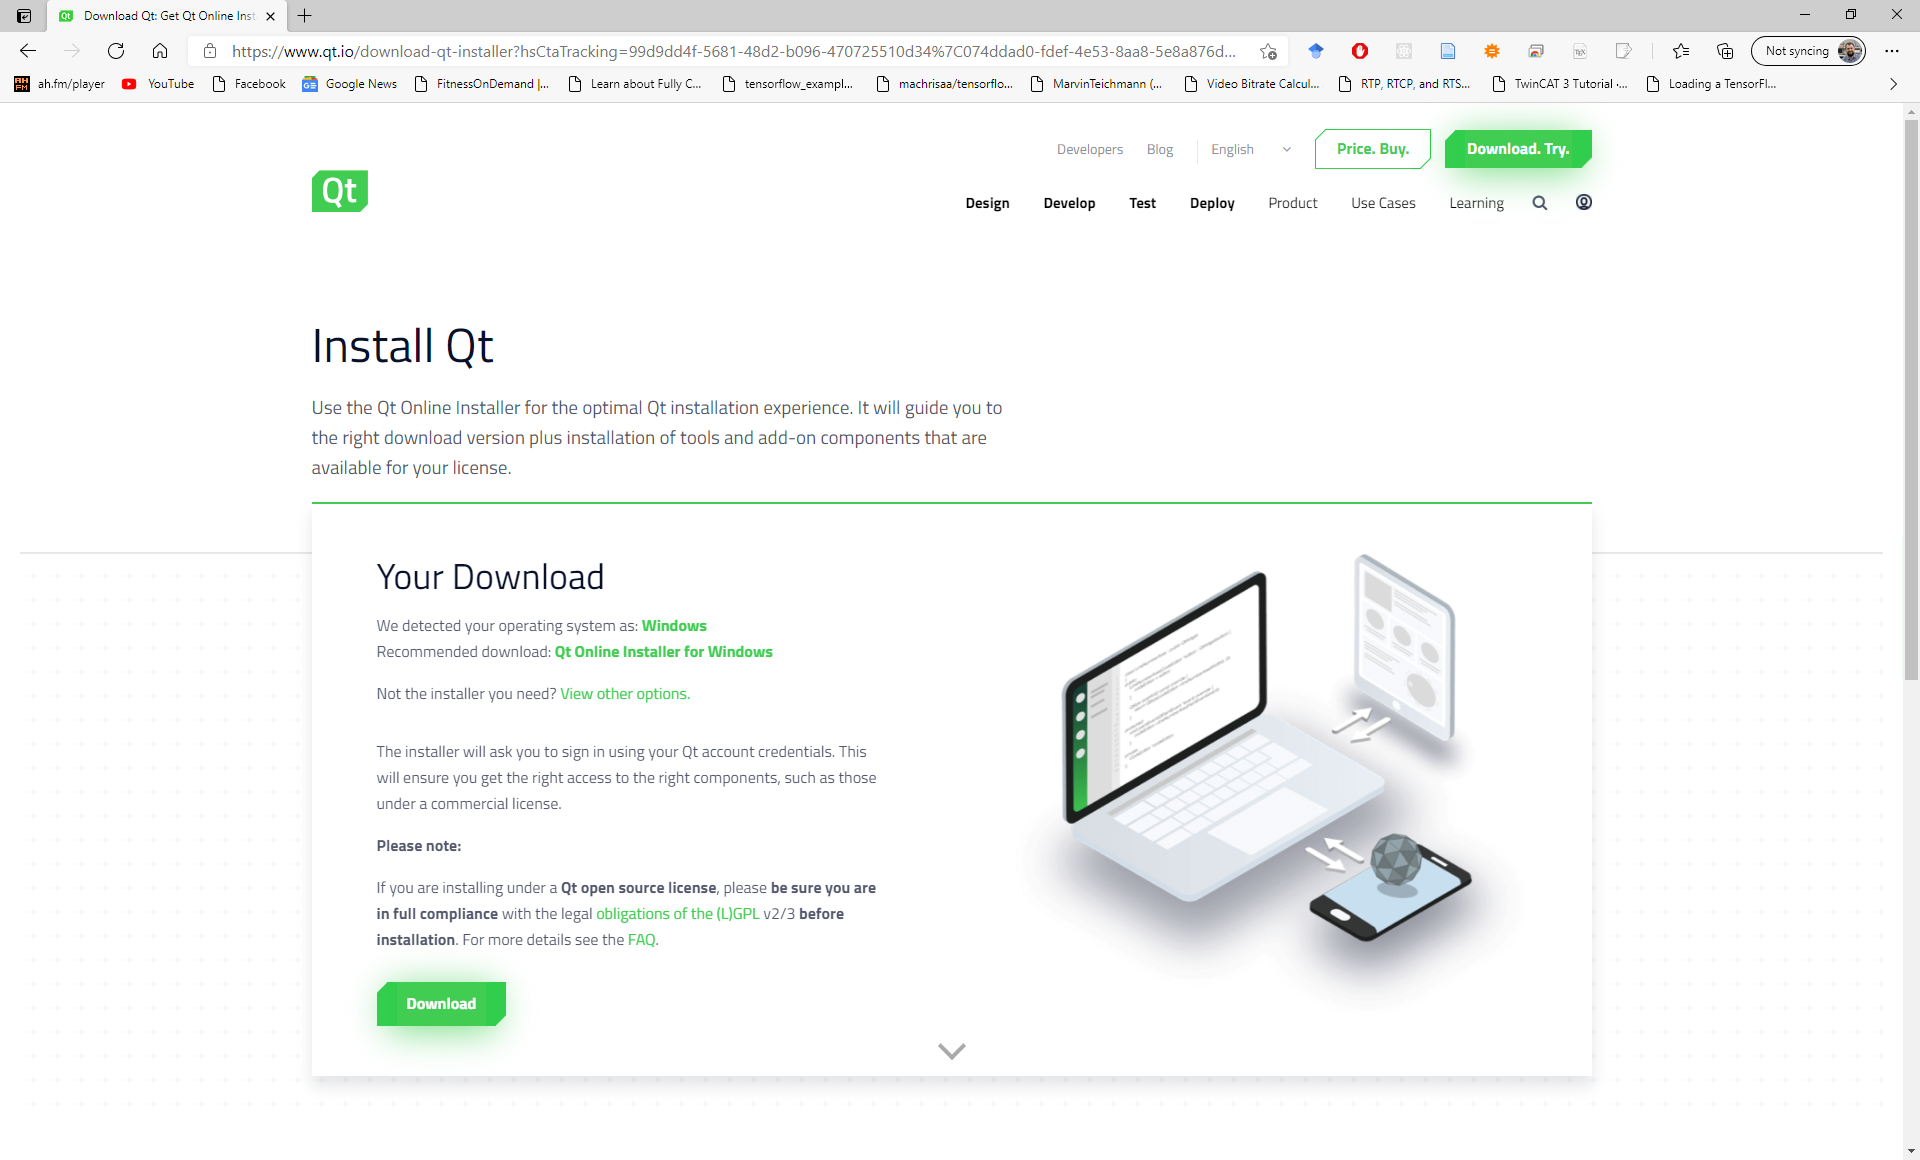 Download Qt: Get Qt Online Inst
https://www.qt.io/download-qt-installer?hsCtaTracking=99d9dd4f-5681-48d2-b096-470725510d34%7C074ddad0-fdef-4e53-8aa8-5e8a876d...
Not syncing
ah.fm/player
YouTube
Facebook
Google News
FitnessOnDemand |...
Learn about Fully C...
tensorflow_exampl...
machrisaa/tensorflo...
MarvinTeichmann (...
Video Bitrate Calcul...
RTP, RTCP, and RTS...
TwinCAT 3 Tutorial -...
Loading a TensorFl...
Developers
Blog
English
Price. Buy.
Download. Try.
Qt
Design
Develop
Test
Deploy
Product
Use Cases
Learning
Install Qt
Use the Qt Online Installer for the optimal Qt installation experience. It will guide you to
the right download version plus installation of tools and add-on components that are
available for your license.
Your Download
We detected your operating system as: Windows
Recommended download: Qt Online Installer for Windows
Not the installer you need? View other options.
The installer will ask you to sign in using your Qt account credentials. This
will ensure you get the right access to the right components, such as those
under a commercial license.
Please note:
If you are installing under a Qt open source license, please be sure you are
in full compliance with the legal obligations of the (L)GPL v2/3 before
installation. For more details see the FAQ.
Download